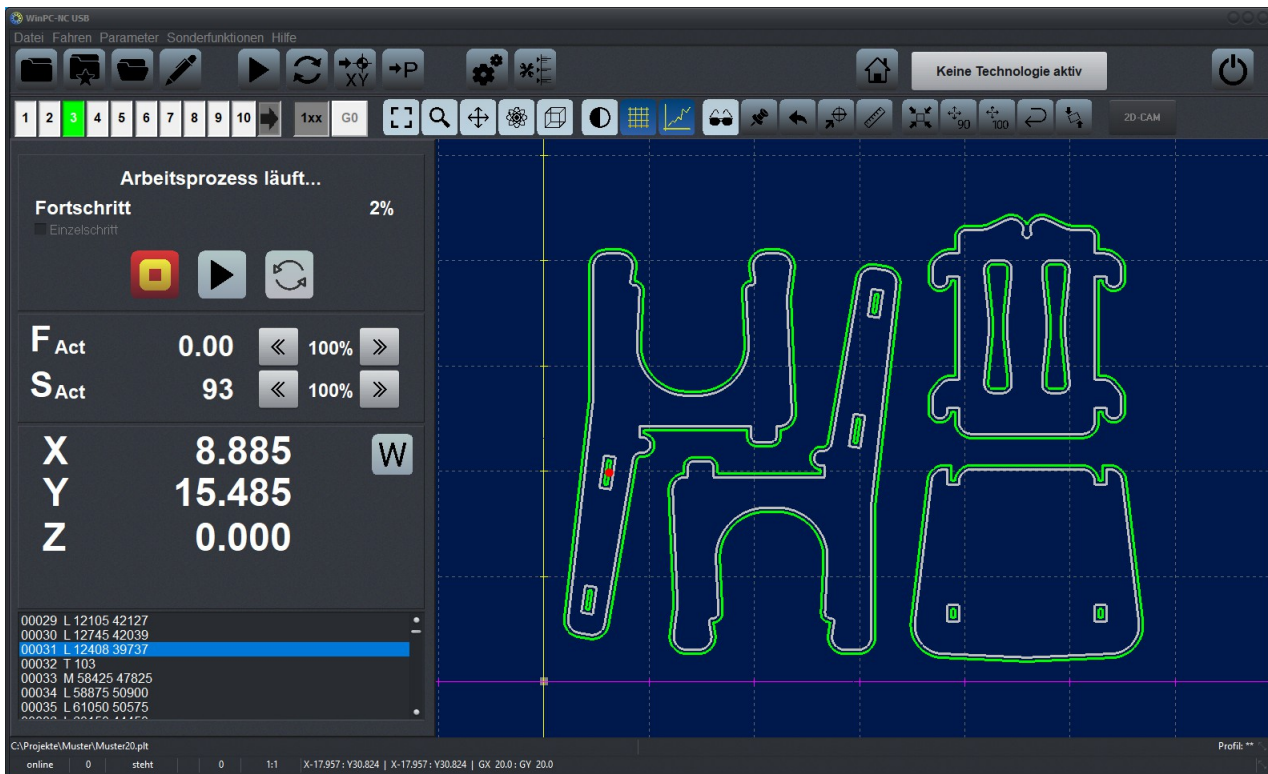 WinPC-NC USB
Datei Fahren Parameter Sonderfunktionen Hilfe
XY
→P
Keine Technologie aktiv
1 2 3 4 5 6 7 8 9 10 1xx G0
90 100
2D-CAM
Arbeitsprozess läuft...
Fortschritt 2%
Einzelschritt
F Act 0.00 100%
S Act 93 100%
X 8.885 W
Y 15.485
Z 0.000
00029 L 12105 42127
00030 L 12745 42039
00031 L 12408 39737
00032 T 103
00033 M 58425 47825
00034 L 58875 50900
00035 L 61050 50575
C:\Projekte\Muster\Muster20.plt Profil: **
online 0 steht 0 1:1 X-17.957 : Y30.824 | X-17.957 : Y30.824 | GX 20.0 : GY 20.0